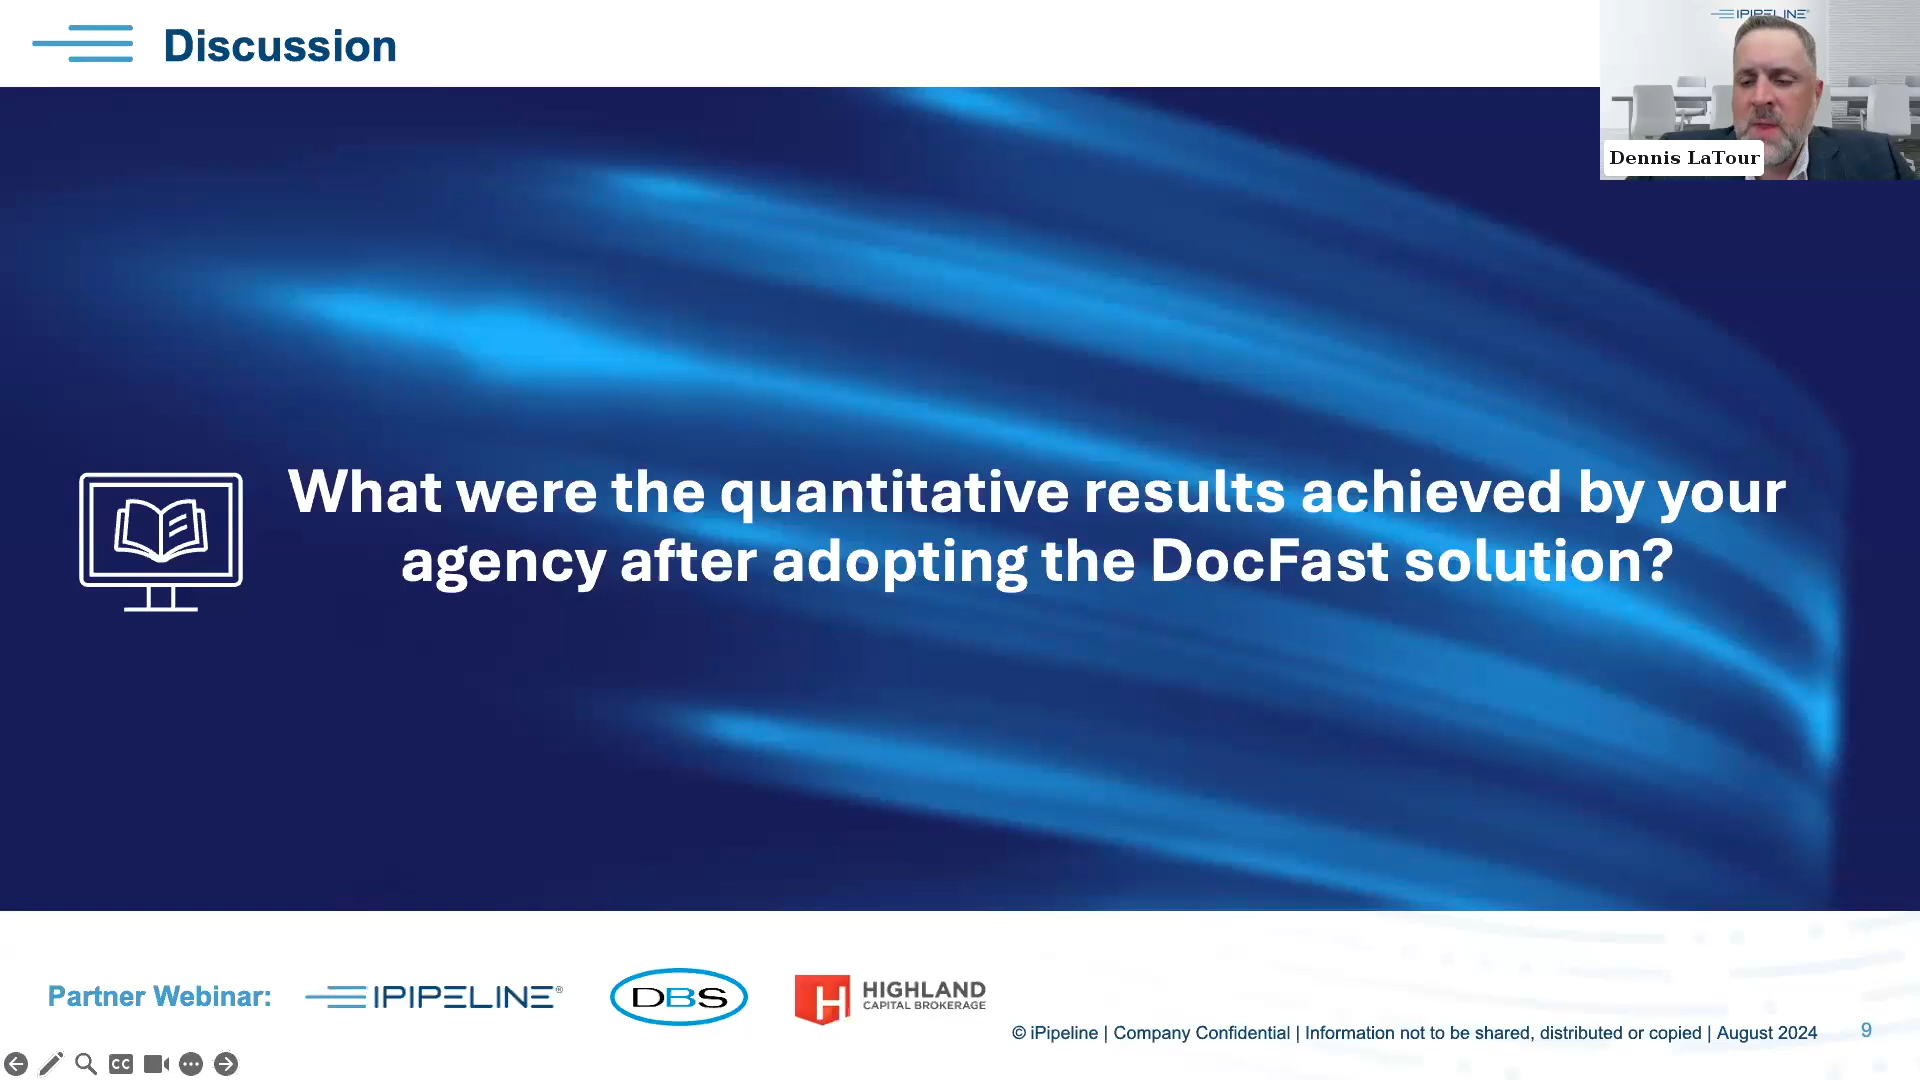 Discussion
IPIPELINE®
Dennis LaTour
What were the quantitative results achieved by your
agency after adopting the DocFast solution?
Partner Webinar:
IPIPELINE®
DBS
H
HIGHLAND
CAPITAL BROKERAGE
© iPipeline | Company Confidential | Information not to be shared, distributed or copied | August 2024
9
CC